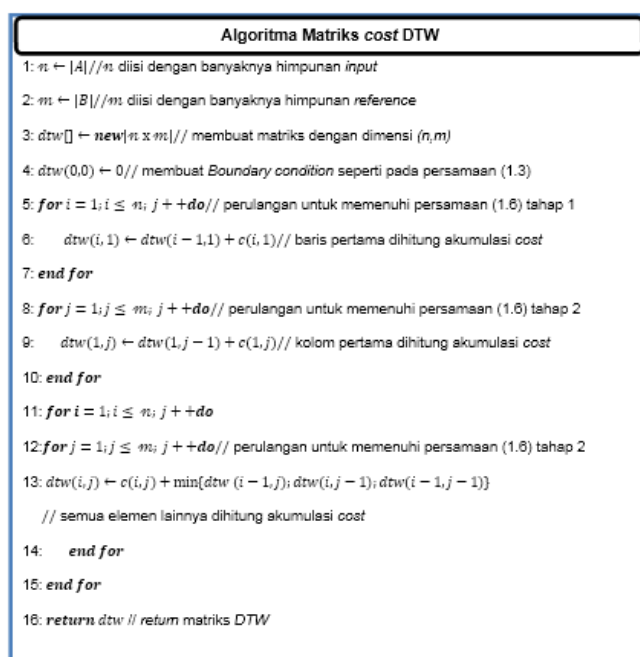 Algoritma Matriks cost DTW
1: n ← |A|//n diisi dengan banyaknya himpunan input
2: m ← |B|//m diisi dengan banyaknya himpunan reference
3: dtw[] ← new|n x m|// membuat matriks dengan dimensi (n,m)
4: dtw(0,0) ← 0// membuat Boundary condition seperti pada persamaan (1.3)
5: for i = 1; i ≤ n; j + +do// perulangan untuk memenuhi persamaan (1.6) tahap 1
6: dtw(i, 1) ← dtw(i − 1,1) + c(i, 1)// baris pertama dihitung akumulasi cost
7: end for
8: for j = 1; j ≤ m; j + +do// perulangan untuk memenuhi persamaan (1.6) tahap 2
9: dtw(1, j) ← dtw(1, j − 1) + c(1, j)// kolom pertama dihitung akumulasi cost
10: end for
11: for i = 1; i ≤ n; j + +do
12:for j = 1; j ≤ m; j + +do// perulangan untuk memenuhi persamaan (1.6) tahap 2
13: dtw(i, j) ← c(i, j) + min{dtw (i − 1, j); dtw(i, j − 1); dtw(i − 1, j − 1)}
// semua elemen lainnya dihitung akumulasi cost
14: end for
15: end for
16: return dtw // return matriks DTW